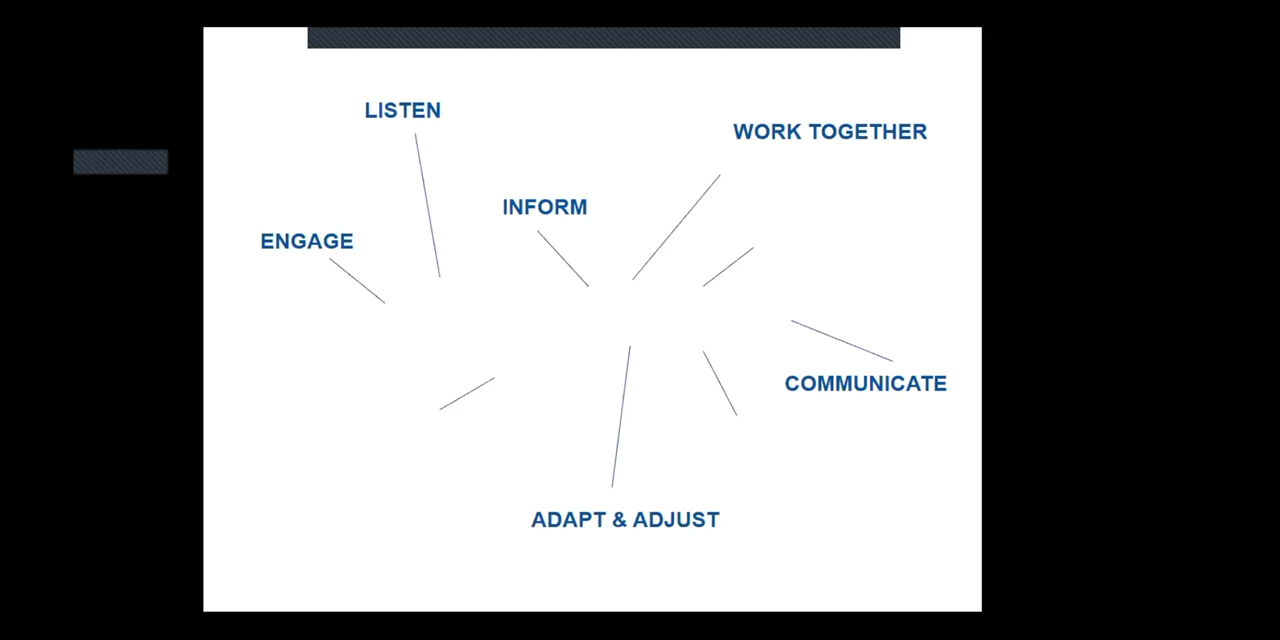 LISTEN
WORK TOGETHER
INFORM
ENGAGE
COMMUNICATE
ADAPT & ADJUST